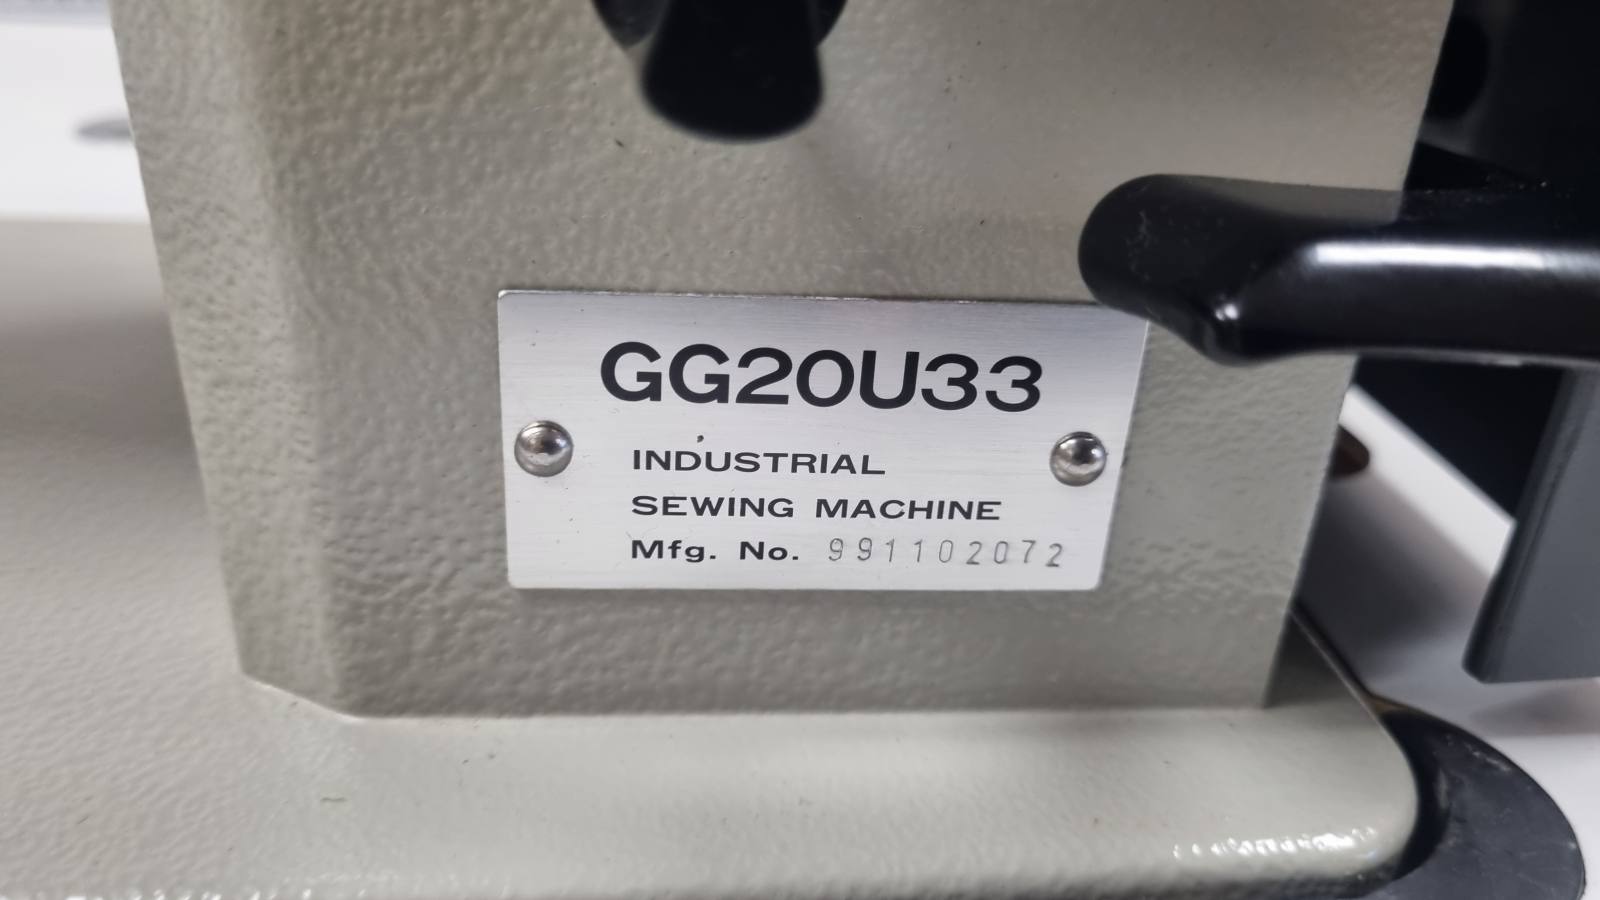 GG20U33
INDUSTRIAL
SEWING MACHINE
Mfg. No. 991102072